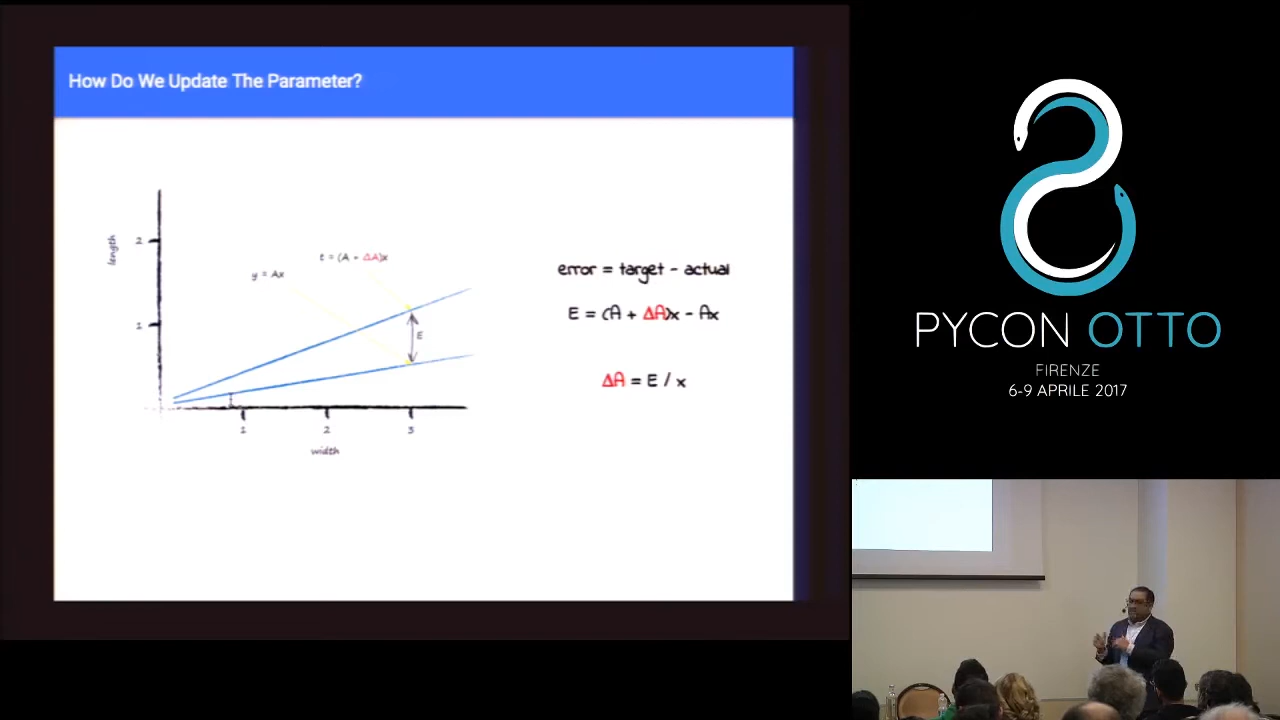 How Do We Update The Parameter?
length
2
1
t = (A + ΔA)x
y = Ax
E
1
2
3
width
error = target - actual
E = (A + ΔA)x - Ax
ΔA = E / x
PYCON OTTO
FIRENZE
6-9 APRILE 2017